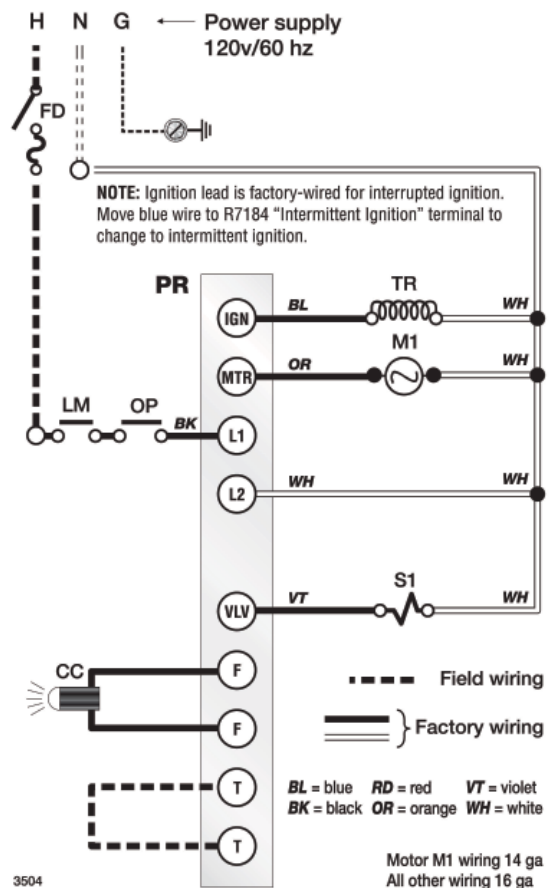 H N G Power supply
120v/60 hz
FD
NOTE: Ignition lead is factory-wired for interrupted ignition.
Move blue wire to R7184 “Intermittent Ignition” terminal to
change to intermittent ignition.
PR
TR
IGN BL WH
M1
MTR OR WH
LM OP
BK L1
L2 WH WH
S1
VLV VT WH
CC
F
Field wiring
F
Factory wiring
T
BL = blue RD = red VT = violet
BK = black OR = orange WH = white
T
Motor M1 wiring 14 ga
3504 All other wiring 16 ga